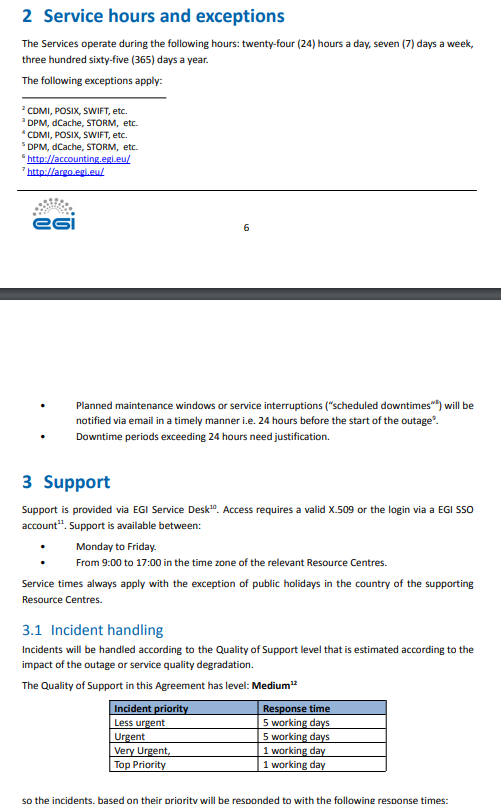 2 Service hours and exceptions
The Services operate during the following hours: twenty-four (24) hours a day, seven (7) days a week,
three hundred sixty-five (365) days a year.
The following exceptions apply:
² CDMI, POSIX, SWIFT, etc.
³ DPM, dCache, STORM, etc.
⁴ CDMI, POSIX, SWIFT, etc.
⁵ DPM, dCache, STORM, etc.
⁶ http://accounting.egi.eu/
⁷ http://argo.egi.eu/
egi
6
• Planned maintenance windows or service interruptions (“scheduled downtimes”⁸) will be
notified via email in a timely manner i.e. 24 hours before the start of the outage⁹.
• Downtime periods exceeding 24 hours need justification.
3 Support
Support is provided via EGI Service Desk¹⁰. Access requires a valid X.509 or the login via a EGI SSO
account¹¹. Support is available between:
• Monday to Friday.
• From 9:00 to 17:00 in the time zone of the relevant Resource Centres.
Service times always apply with the exception of public holidays in the country of the supporting
Resource Centres.
3.1 Incident handling
Incidents will be handled according to the Quality of Support level that is estimated according to the
impact of the outage or service quality degradation.
The Quality of Support in this Agreement has level: Medium¹²
Incident priority Response time
Less urgent 5 working days
Urgent 5 working days
Very Urgent, 1 working day
Top Priority 1 working day
so the incidents, based on their priority will be responded to with the following response times: